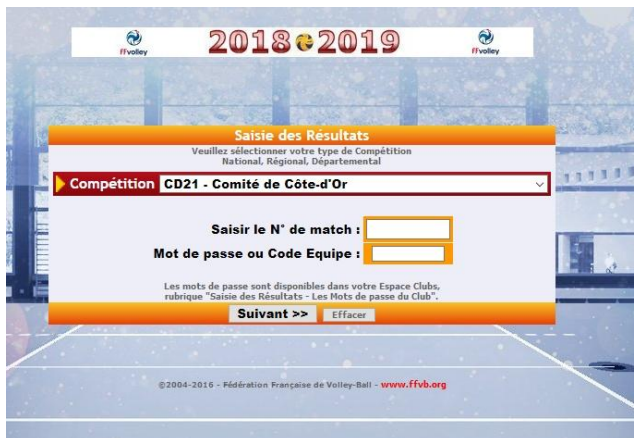 FFvolley 2018 2019 FFvolley
Saisie des Résultats
Veuillez sélectionner votre type de Compétition
National, Régional, Départemental
Compétition CD21 - Comité de Côte-d'Or
Saisir le N° de match :
Mot de passe ou Code Equipe :
Les mots de passe sont disponibles dans votre Espace Clubs,
rubrique "Saisie des Résultats - Les Mots de passe du Club".
Suivant >> Effacer
©2004-2016 - Fédération Française de Volley-Ball - www.ffvb.org